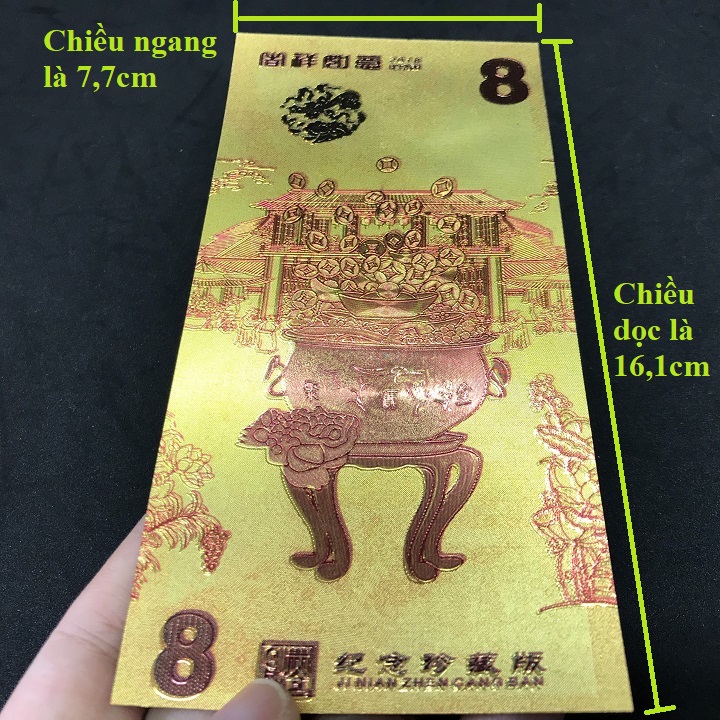 Chiều ngang
là 7,7cm
8
Chiều
dọc là
16,1cm
8
纪念珍藏版
JI NIAN ZHEN CANG BAN